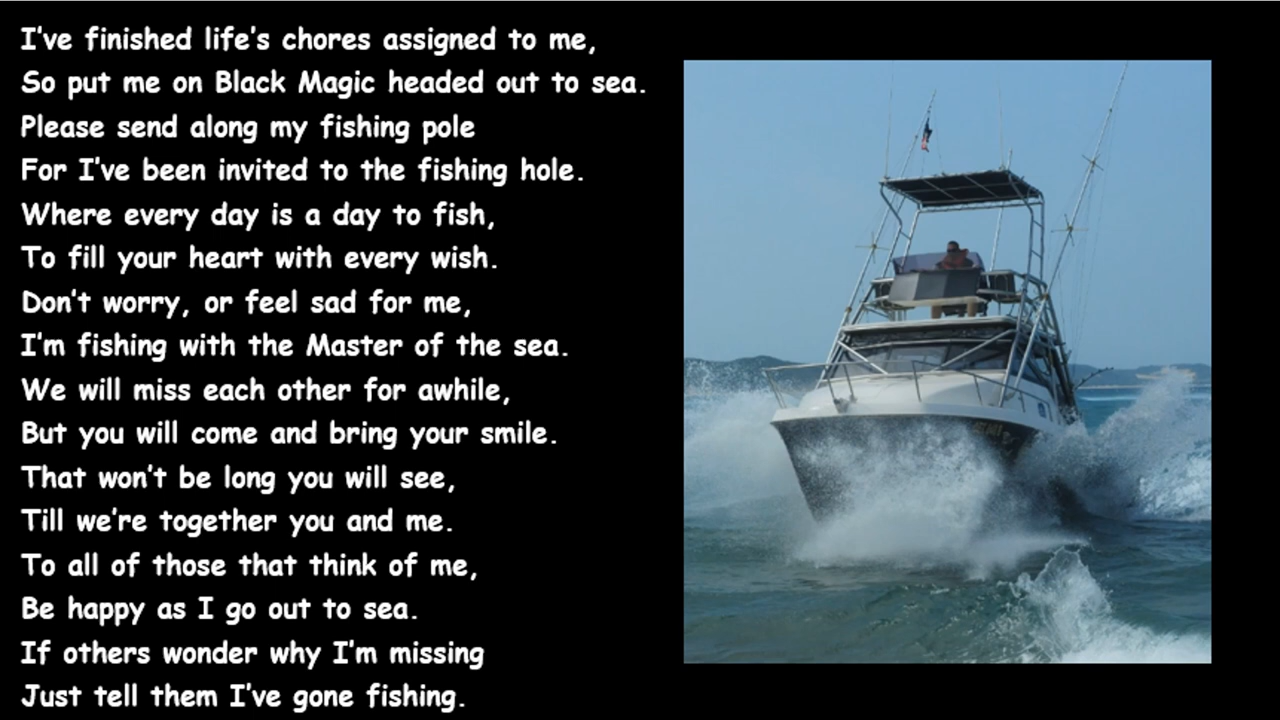 I've finished life's chores assigned to me,
So put me on Black Magic headed out to sea.
Please send along my fishing pole
For I've been invited to the fishing hole.
Where every day is a day to fish,
To fill your heart with every wish.
Don't worry, or feel sad for me,
I'm fishing with the Master of the sea.
We will miss each other for awhile,
But you will come and bring your smile.
That won't be long you will see,
Till we're together you and me.
To all of those that think of me,
Be happy as I go out to sea.
If others wonder why I'm missing
Just tell them I've gone fishing.